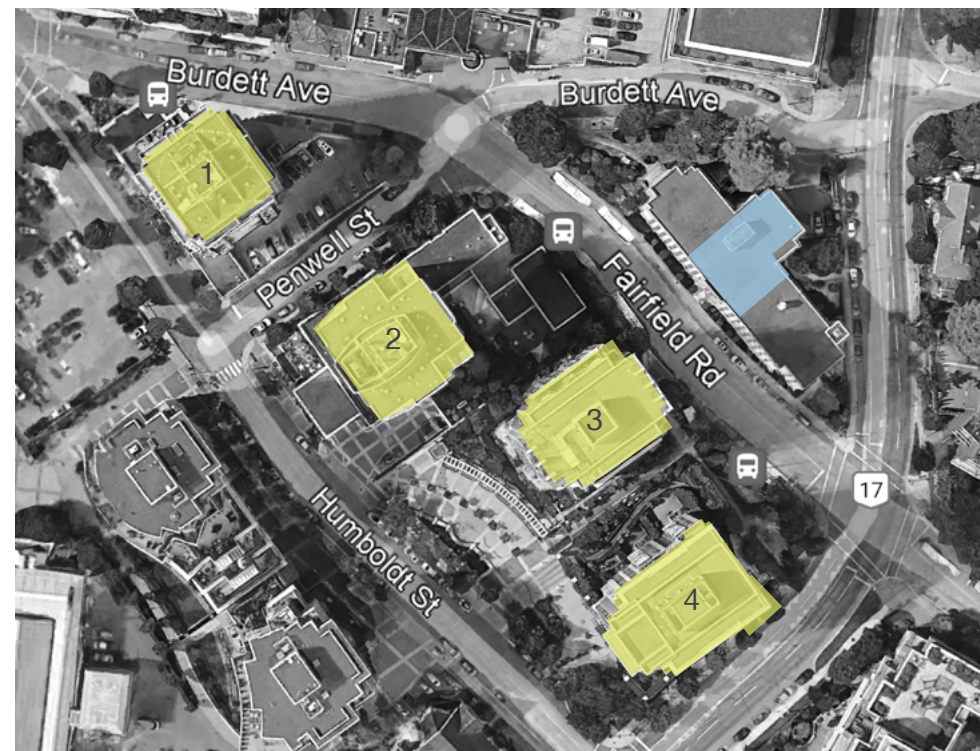 Burdett Ave
Burdett Ave
1
Penwell St
2
Fairfield Rd
3
17
Humboldt St
4